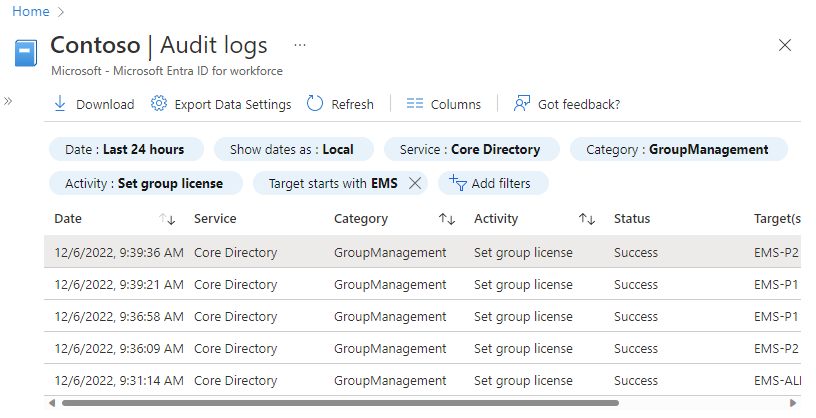 Home
Contoso | Audit logs ...
Microsoft - Microsoft Entra ID for workforce
Download Export Data Settings Refresh Columns Got feedback?
Date : Last 24 hours Show dates as : Local Service : Core Directory Category : GroupManagement
Activity : Set group license Target starts with EMS Add filters
Date Service Category Activity Status Target(s
12/6/2022, 9:39:36 AM Core Directory GroupManagement Set group license Success EMS-P2
12/6/2022, 9:39:21 AM Core Directory GroupManagement Set group license Success EMS-P1
12/6/2022, 9:36:58 AM Core Directory GroupManagement Set group license Success EMS-P1
12/6/2022, 9:36:09 AM Core Directory GroupManagement Set group license Success EMS-P2
12/6/2022, 9:31:14 AM Core Directory GroupManagement Set group license Success EMS-ALL